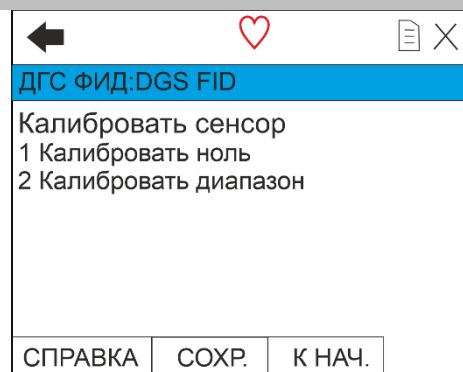 ДГС ФИД:DGS FID
Калибровать сенсор
1 Калибровать ноль
2 Калибровать диапазон
СПРАВКА СОХР. К НАЧ.